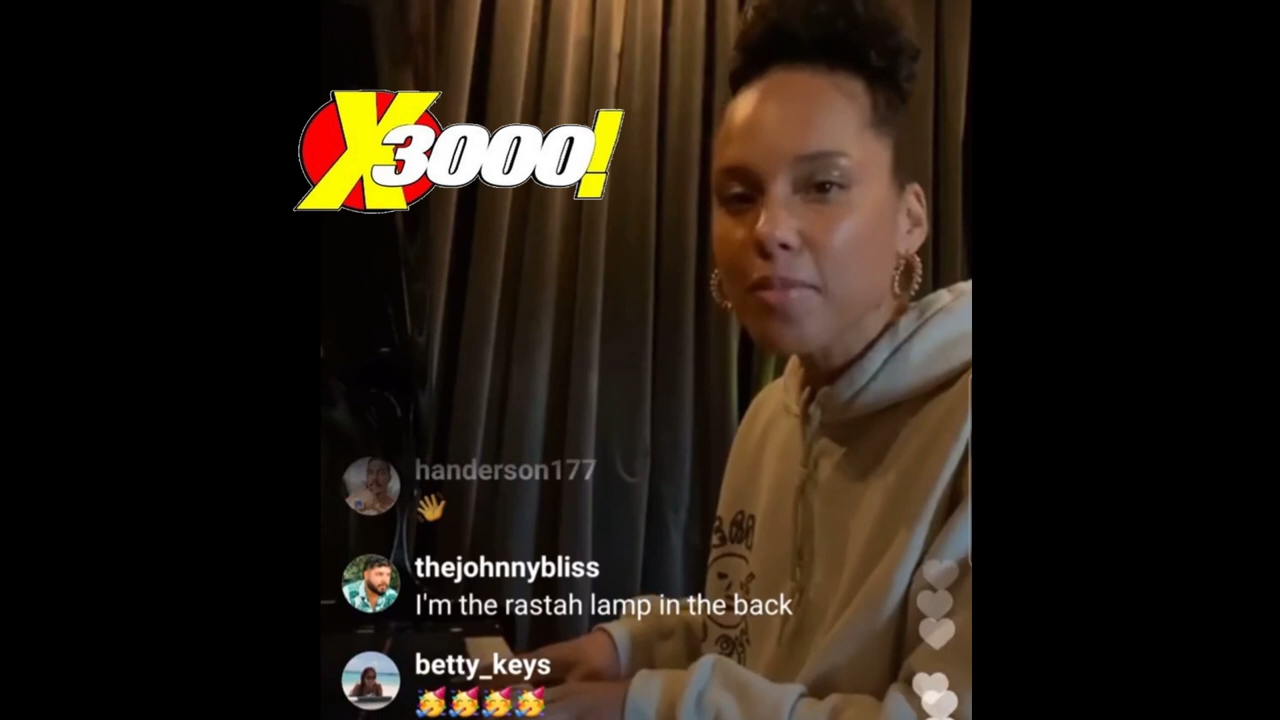 X3000!
handerson177
👋
thejohnnybliss
I'm the rastah lamp in the back
betty_keys
🥳🥳🥳🥳